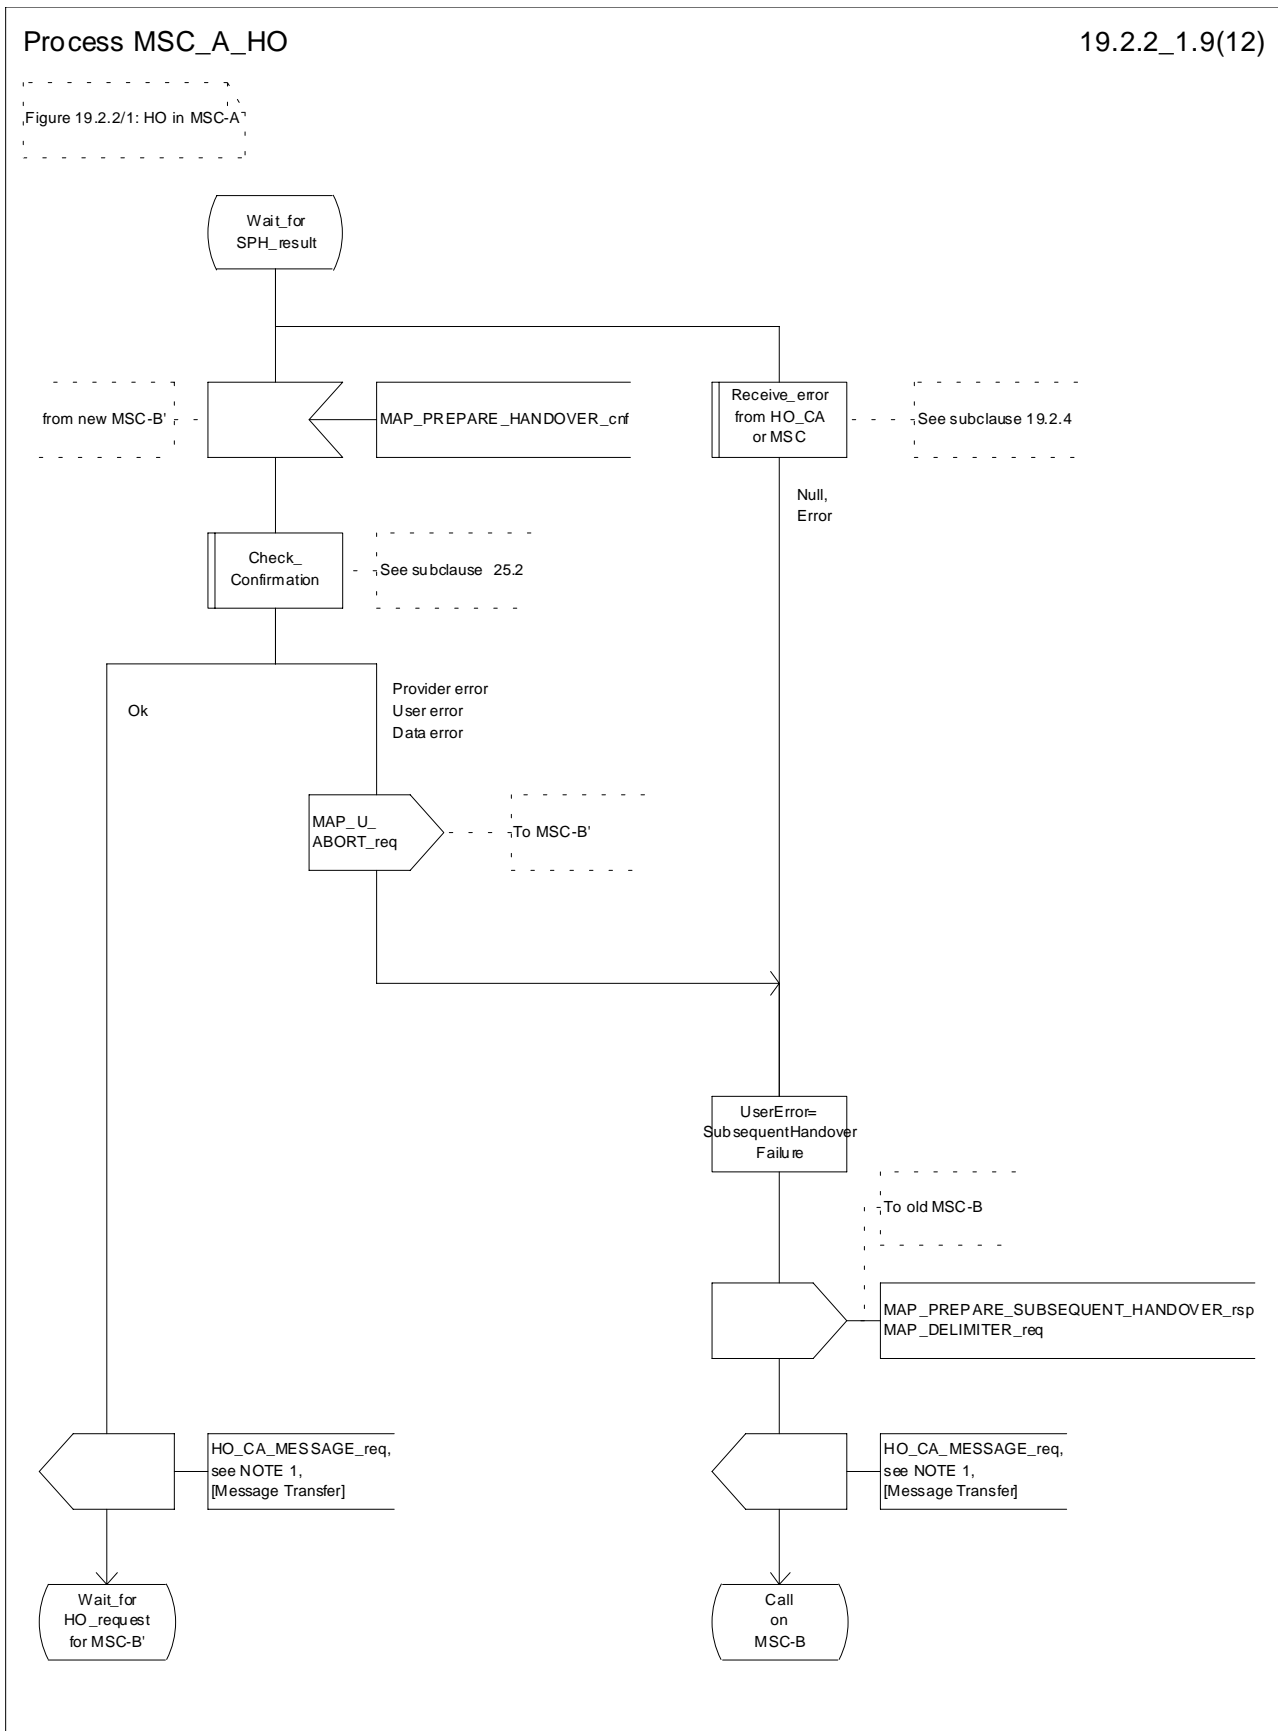 Process MSC_A_HO
19.2.2_1.9(12)
Figure 19.2.2/1: HO in MSC-A
Wait_for
SPH_result
from new MSC-B'
MAP_PREPARE_HANDOVER_cnf
Receive_error
from HO_CA
or MSC
See subclause 19.2.4
Null,
Error
Check_
Confirmation
See subclause 25.2
Ok
Provider error
User error
Data error
MAP_U_
ABORT_req
To MSC-B'
UserError=
SubsequentHandover
Failure
To old MSC-B
MAP_PREPARE_SUBSEQUENT_HANDOVER_rsp
MAP_DELIMITER_req
HO_CA_MESSAGE_req,
see NOTE 1,
[Message Transfer]
HO_CA_MESSAGE_req,
see NOTE 1,
[Message Transfer]
Wait_for
HO_request
for MSC-B'
Call
on
MSC-B